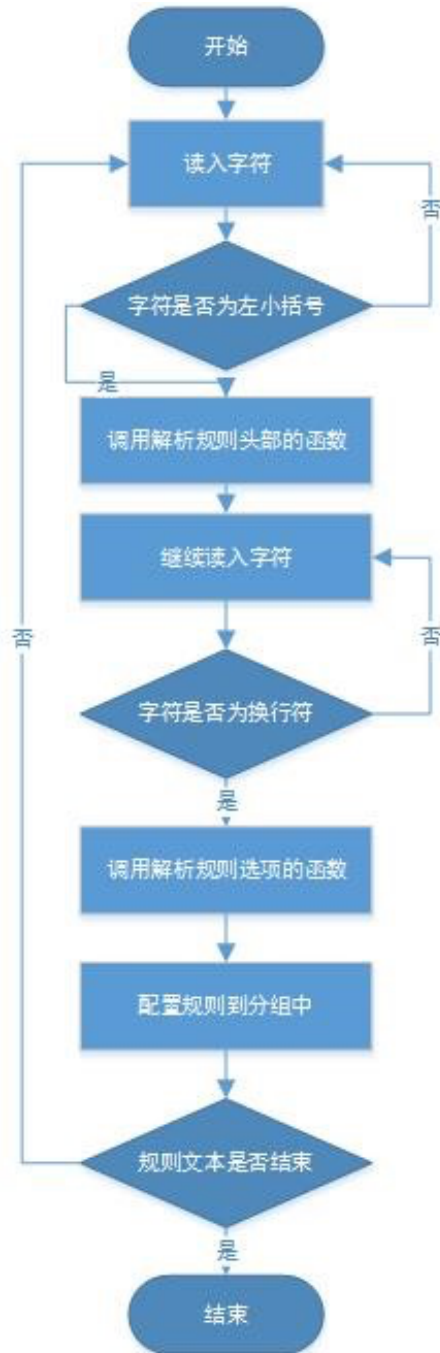 开始
读入字符
否
字符是否为左小括号
是
调用解析规则头部的函数
继续读入字符
否
否
字符是否为换行符
是
调用解析规则选项的函数
配置规则到分组中
规则文本是否结束
是
结束